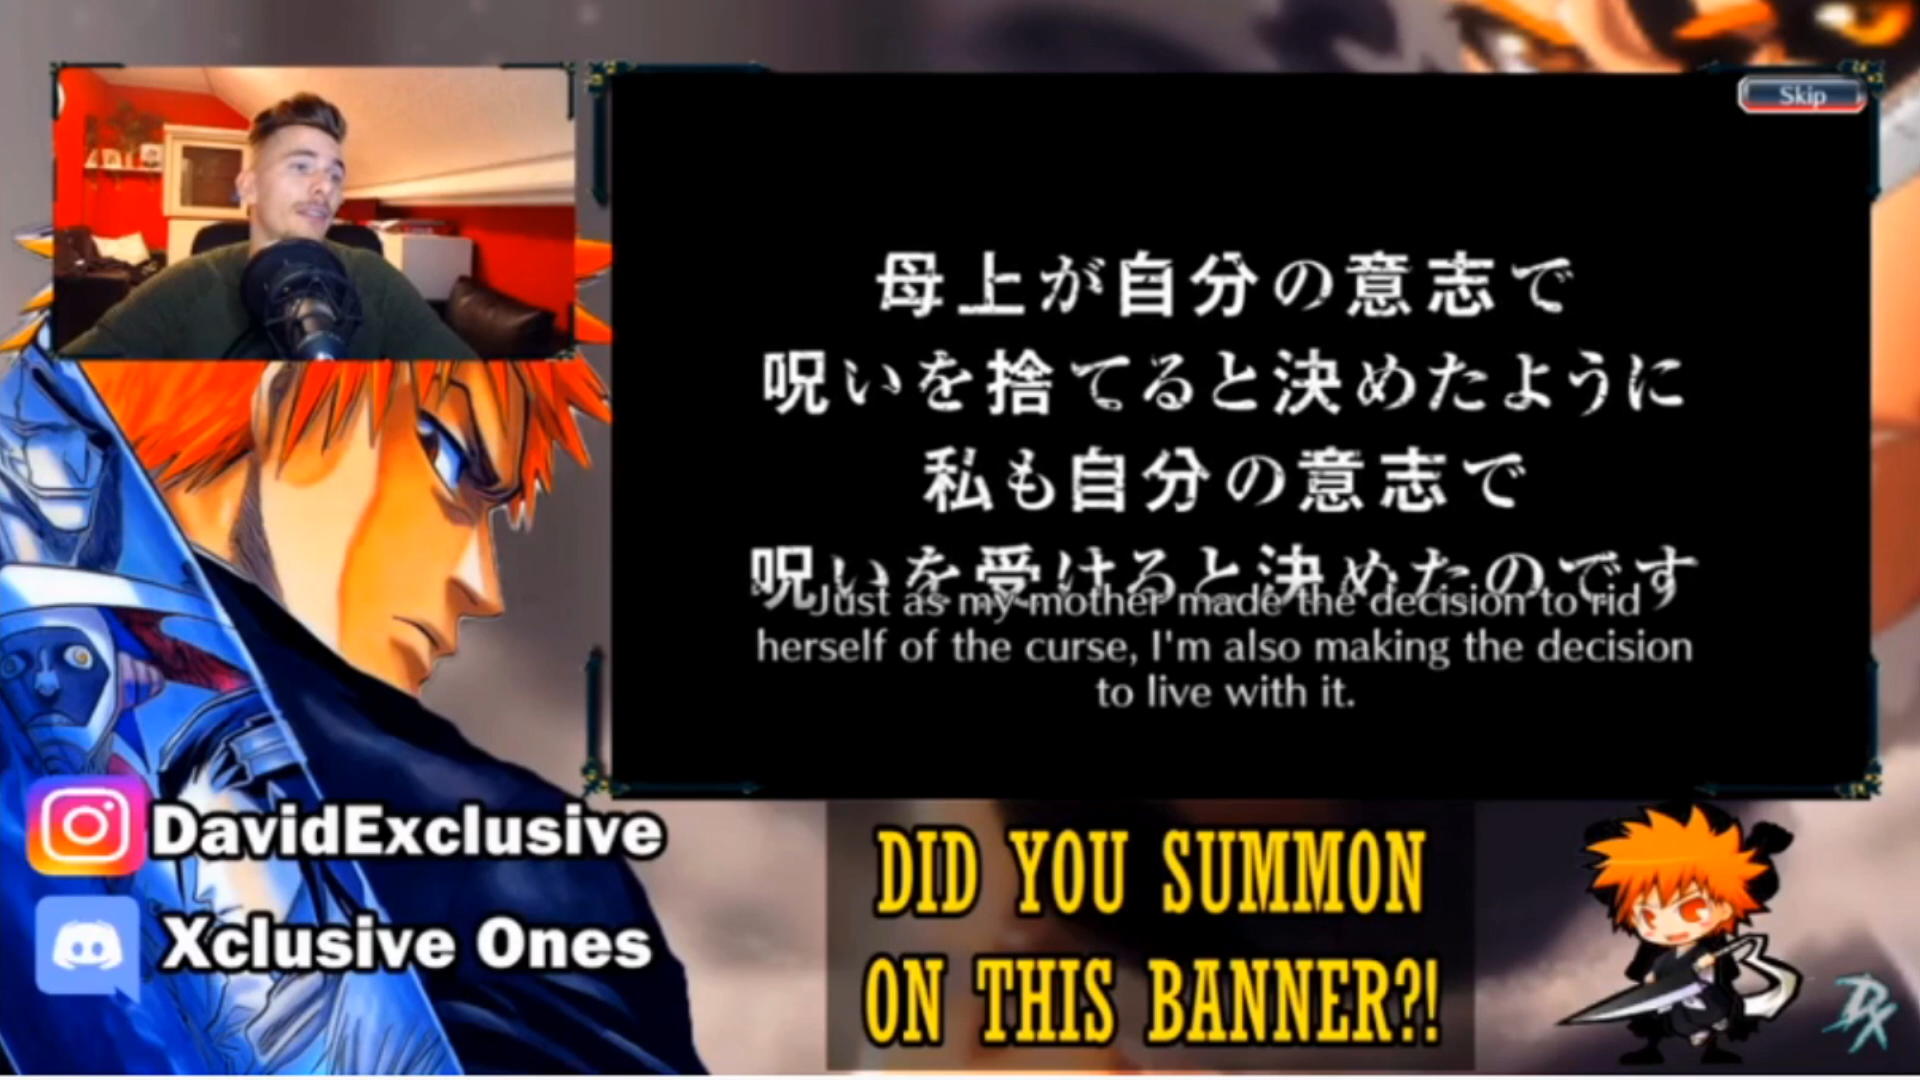 Skip
母上が自分の意志で
呪いを捨てると決めたように
私も自分の意志で
呪いを受けると決めたのです
Just as my mother made the decision to rid
herself of the curse, I'm also making the decision
to live with it.
DavidExclusive
Xclusive Ones
DID YOU SUMMON
ON THIS BANNER?!
DX